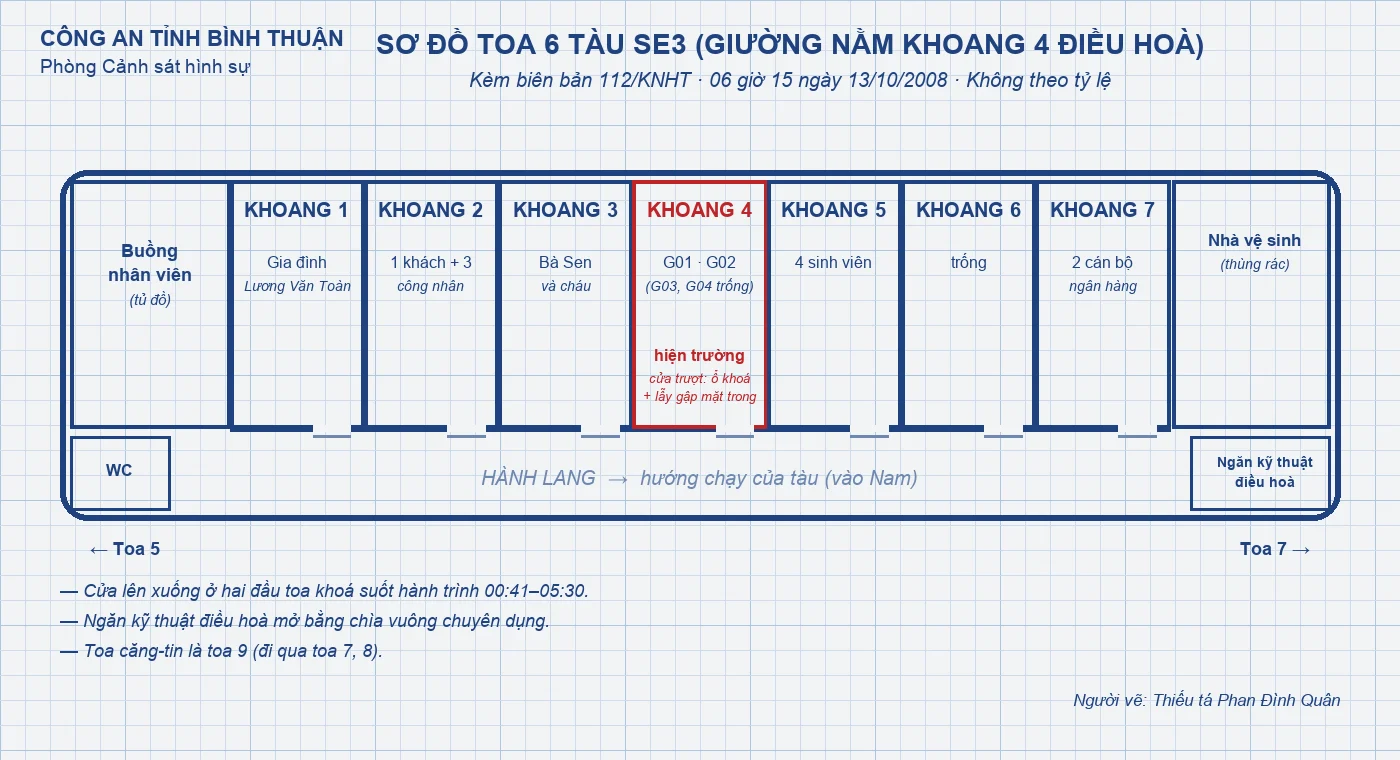 CÔNG AN TỈNH BÌNH THUẬN
Phòng Cảnh sát hình sự
SƠ ĐỒ TOA 6 TÀU SE3 (GIƯỜNG NẰM KHOANG 4 ĐIỀU HOÀ)
Kèm biên bản 112/KNHT · 06 giờ 15 ngày 13/10/2008 · Không theo tỷ lệ
Buồng
nhân viên
(tủ đồ)
KHOANG 1
Gia đình
Lương Văn Toàn
KHOANG 2
1 khách + 3
công nhân
KHOANG 3
Bà Sen
và cháu
KHOANG 4
G01 · G02
(G03, G04 trống)
hiện trường
cửa trượt: ổ khoá
+ lẫy gập mặt trong
KHOANG 5
4 sinh viên
KHOANG 6
trống
KHOANG 7
2 cán bộ
ngân hàng
Nhà vệ sinh
(thùng rác)
WC
HÀNH LANG → hướng chạy của tàu (vào Nam)
Ngăn kỹ thuật
điều hoà
← Toa 5
Toa 7 →
— Cửa lên xuống ở hai đầu toa khoá suốt hành trình 00:41–05:30.
— Ngăn kỹ thuật điều hoà mở bằng chìa vuông chuyên dụng.
— Toa căng-tin là toa 9 (đi qua toa 7, 8).
Người vẽ: Thiếu tá Phan Đình Quân